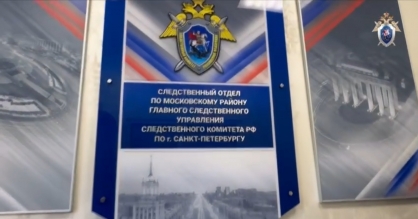 СЛЕДСТВЕННЫЙ ОТДЕЛ
ПО МОСКОВСКОМУ РАЙОНУ
ГЛАВНОГО СЛЕДСТВЕННОГО
УПРАВЛЕНИЯ
СЛЕДСТВЕННОГО КОМИТЕТА РФ
ПО г. САНКТ-ПЕТЕРБУРГУ